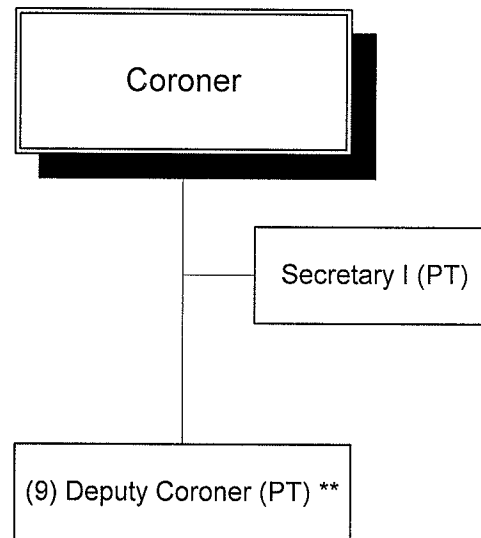 Coroner
Secretary I (PT)
(9) Deputy Coroner (PT) **